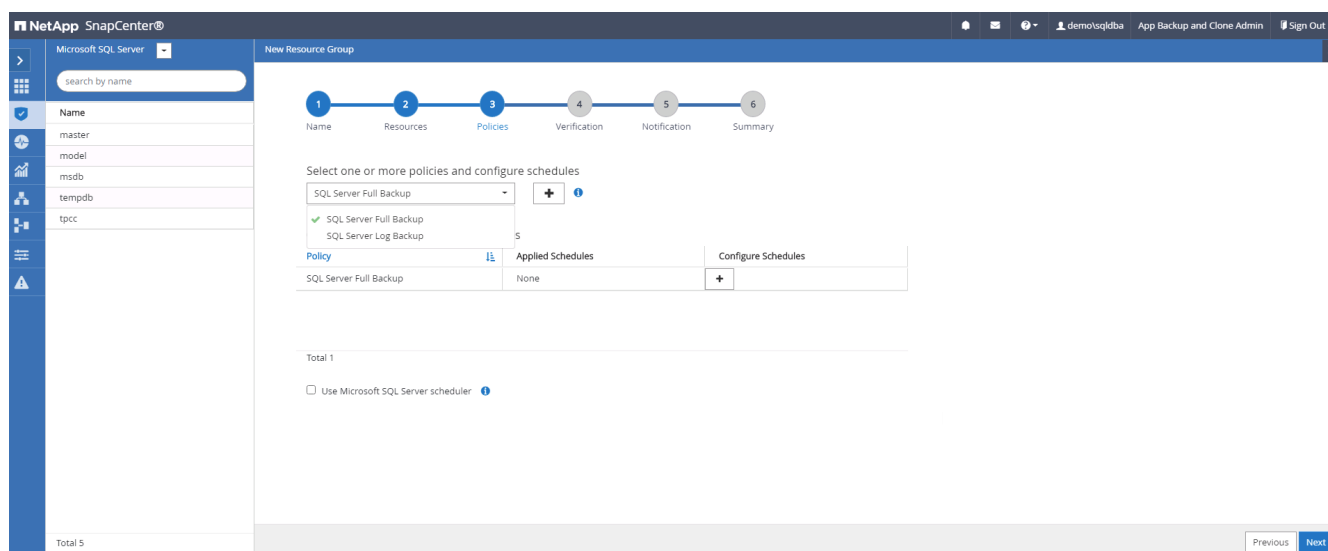 NetApp SnapCenter®
demo\sqldba App Backup and Clone Admin Sign Out
Microsoft SQL Server
New Resource Group
search by name
Name
master
model
msdb
tempdb
tpcc
Total 5
1 2 3 4 5 6
Name Resources Policies Verification Notification Summary
Select one or more policies and configure schedules
SQL Server Full Backup
SQL Server Full Backup
SQL Server Log Backup
s
Policy Applied Schedules Configure Schedules
SQL Server Full Backup None
Total 1
Use Microsoft SQL Server scheduler
Previous Next